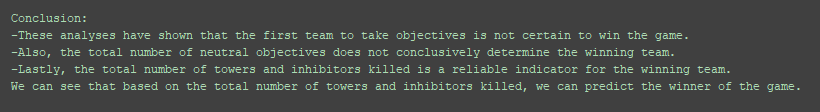 Conclusion:
-These analyses have shown that the first team to take objectives is not certain to win the game.
-Also, the total number of neutral objectives does not conclusively determine the winning team.
-Lastly, the total number of towers and inhibitors killed is a reliable indicator for the winning team.
We can see that based on the total number of towers and inhibitors killed, we can predict the winner of the game.